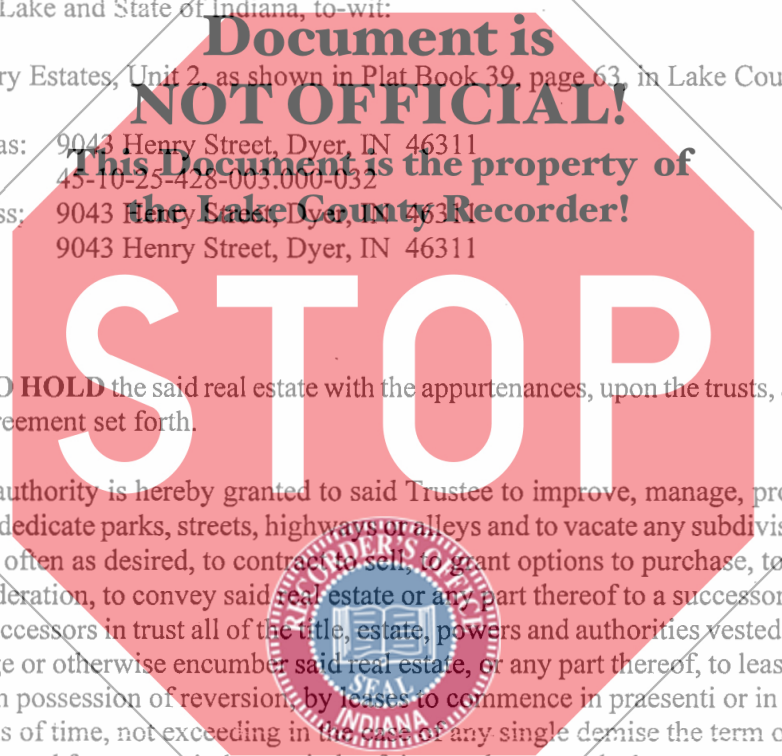 Lake and State of Indiana, to-wit:
Document is
ry Estates, Unit 2, as shown in Plat Book 39, page 63, in Lake Cou
NOT OFFICIAL!
as: 9043 Henry Street, Dyer, IN 46311
This Document is the property of
45-10-25-428-003.000-032
ss: 9043 Henry Street, Dyer, IN 46311
the Lake County Recorder!
9043 Henry Street, Dyer, IN 46311
STOP
O HOLD the said real estate with the appurtenances, upon the trusts,
reement set forth.
authority is hereby granted to said Trustee to improve, manage, pro
dedicate parks, streets, highways or alleys and to vacate any subdivis
often as desired, to contract to sell, to grant options to purchase, to
deration, to convey said real estate or any part thereof to a successor
ccessors in trust all of the title, estate, powers and authorities vested
ge or otherwise encumber said real estate, or any part thereof, to leas
n possession of reversion, by leases to commence in praesenti or in
s of time, not exceeding in the case of any single demise the term o
RECORDER'S OFFICE
SEAL
INDIANA